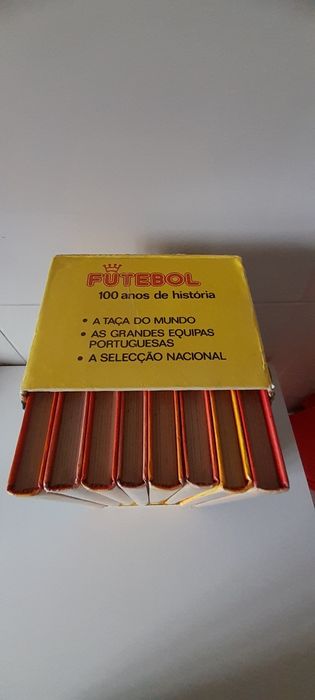 FUTEBOL
100 anos de história
• A TAÇA DO MUNDO
• AS GRANDES EQUIPAS
PORTUGUESAS
• A SELECÇÃO NACIONAL